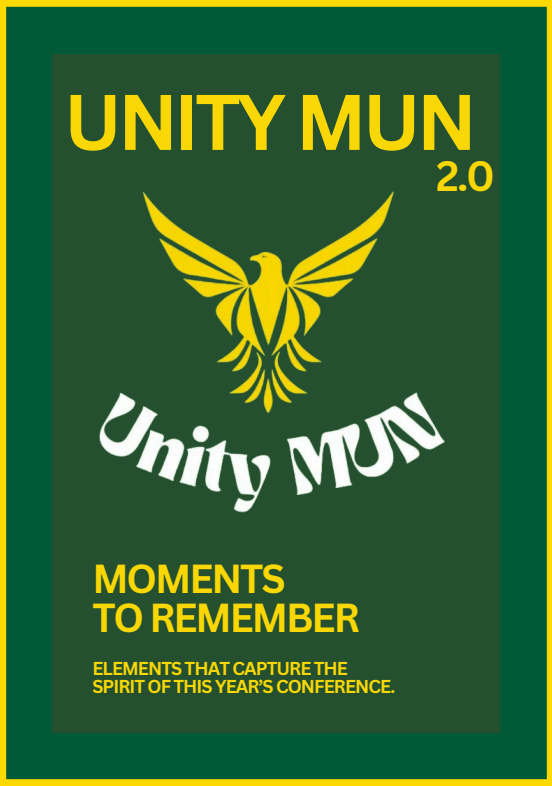 UNITY MUN
2.0
Unity MUN
MOMENTS
TO REMEMBER
ELEMENTS THAT CAPTURE THE
SPIRIT OF THIS YEAR’S CONFERENCE.